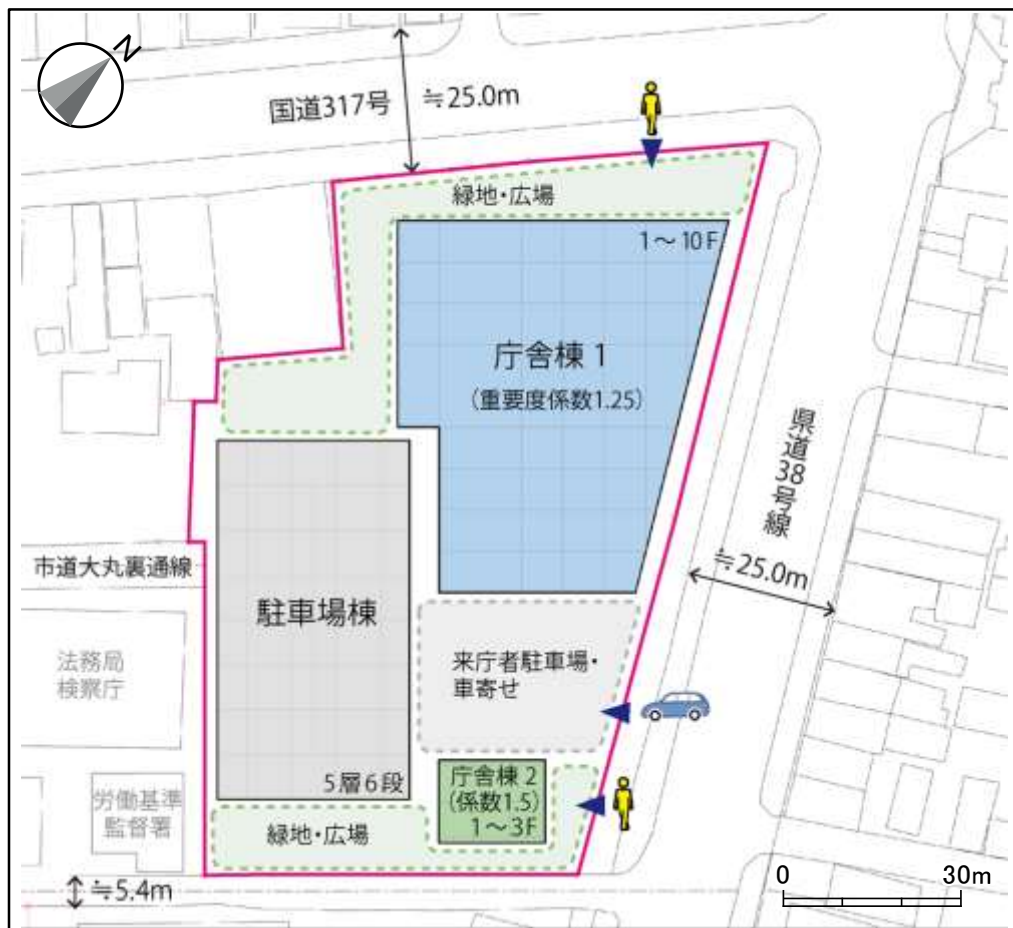 N
国道317号
≒25.0m
緑地・広場
1〜10F
庁舎棟1
（重要度係数1.25）
県道38号線
≒25.0m
市道大丸裏通線
駐車場棟
法務局
検察庁
来庁者駐車場・
車寄せ
5層6段
庁舎棟2
（係数1.5）
1〜3F
労働基準
監督署
緑地・広場
≒5.4m
0
30m